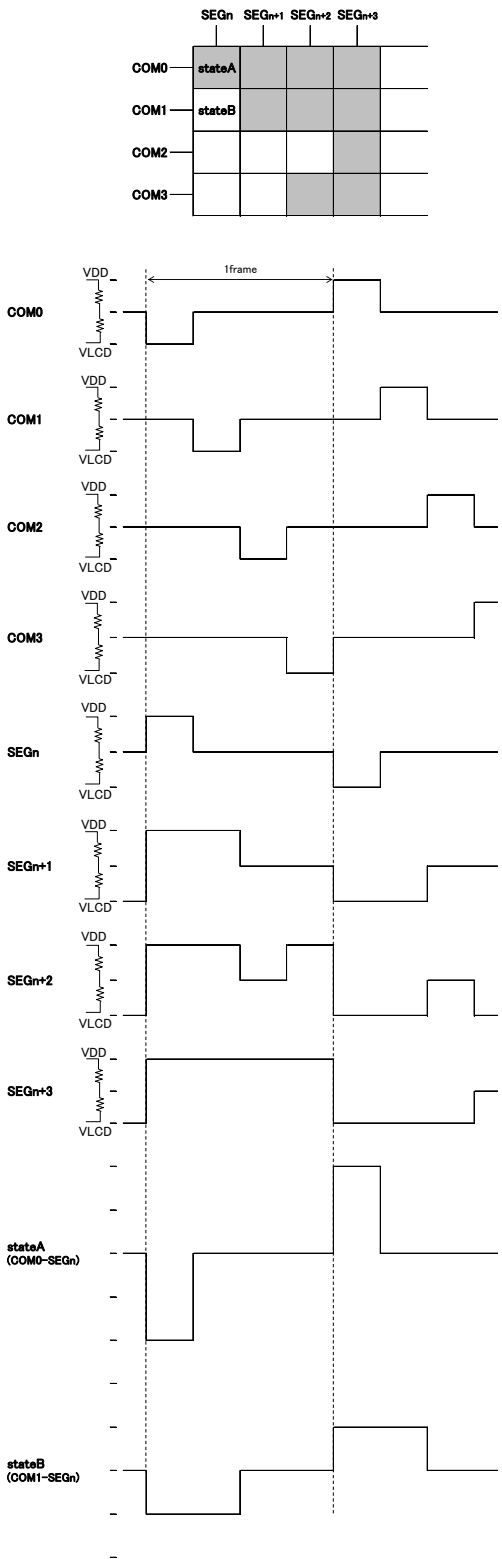 SEGn SEGn+1 SEGn+2 SEGn+3
COM0 stateA
COM1 stateB
COM2
COM3
1frame
VDD
COM0
VLCD
VDD
COM1
VLCD
VDD
COM2
VLCD
VDD
COM3
VLCD
VDD
SEGn
VLCD
VDD
SEGn+1
VLCD
VDD
SEGn+2
VLCD
VDD
SEGn+3
VLCD
stateA
(COM0-SEGn)
stateB
(COM1-SEGn)